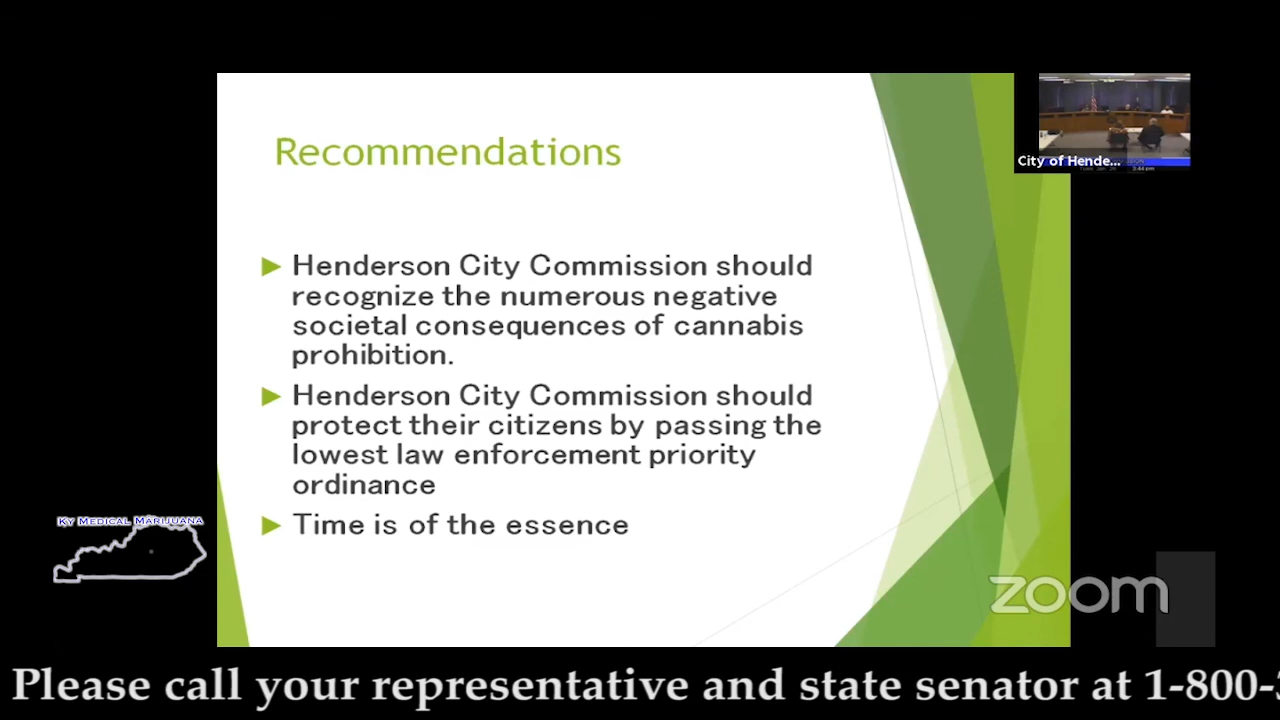 Recommendations
Henderson City Commission should
recognize the numerous negative
societal consequences of cannabis
prohibition.
Henderson City Commission should
protect their citizens by passing the
lowest law enforcement priority
ordinance
Time is of the essence
City of Hende...
Ky Medical Marijuana
zoom
Please call your representative and state senator at 1-800-